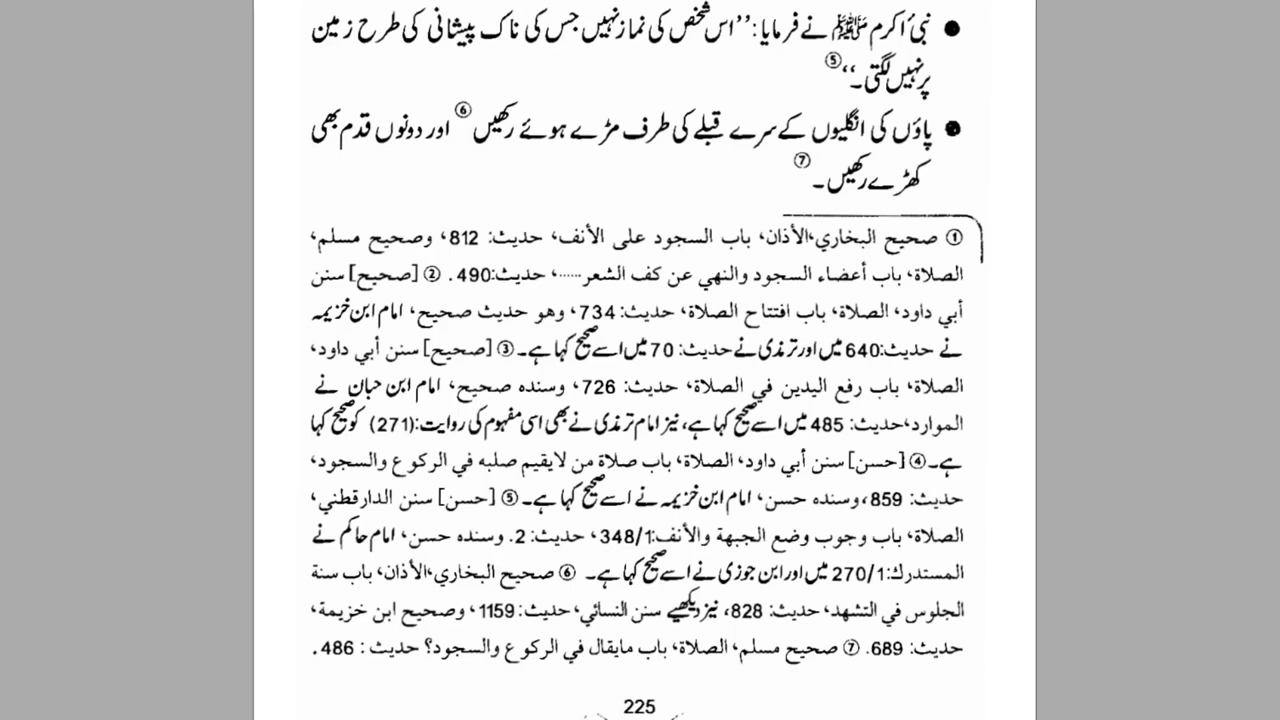 ● نبیٔ اکرم ﷺ نے فرمایا: ’’اس شخص کی نماز نہیں جس کی ناک پیشانی کی طرح زمین
پر نہیں لگتی۔‘‘⑤
● پاؤں کی انگلیوں کے سرے قبلے کی طرف مڑے ہوئے رکھیں⑥ اور دونوں قدم بھی
کھڑے رکھیں۔⑦
① صحيح البخاري، الأذان، باب السجود على الأنف، حديث: 812، وصحيح مسلم،
الصلاة، باب أعضاء السجود والنهي عن كف الشعر......، حديث:490. ② [صحيح] سنن
أبي داود، الصلاة، باب افتتاح الصلاة، حديث: 734، وهو حديث صحيح، امام ابن خزیمہ
نے حديث:640 میں اور ترمذی نے حديث: 70 میں اسے صحیح کہا ہے۔ ③ [صحيح] سنن أبي داود،
الصلاة، باب رفع اليدين في الصلاة، حديث: 726، وسنده صحيح، امام ابن حبان نے
الموارد، حديث: 485 میں اسے صحیح کہا ہے، نیز امام ترمذی نے بھی اسی مفہوم کی روایت: (271) کو صحیح کہا
ہے۔ ④ [حسن] سنن أبي داود، الصلاة، باب صلاة من لايقيم صلبه في الركوع والسجود،
حديث: 859، وسنده حسن، امام ابن خزیمہ نے اسے صحیح کہا ہے۔ ⑤ [حسن] سنن الدارقطني،
الصلاة، باب وجوب وضع الجبهة والأنف:348/1، حديث: 2. وسنده حسن، امام حاکم نے
المستدرك:270/1 میں اور ابن جوزی نے اسے صحیح کہا ہے۔ ⑥ صحيح البخاري، الأذان، باب سنة
الجلوس في التشهد، حديث: 828، نیز دیکھیے سنن النسائي، حديث: 1159، وصحيح ابن خزيمة،
حديث: 689. ⑦ صحيح مسلم، الصلاة، باب مايقال في الركوع والسجود؟ حديث : 486.
225